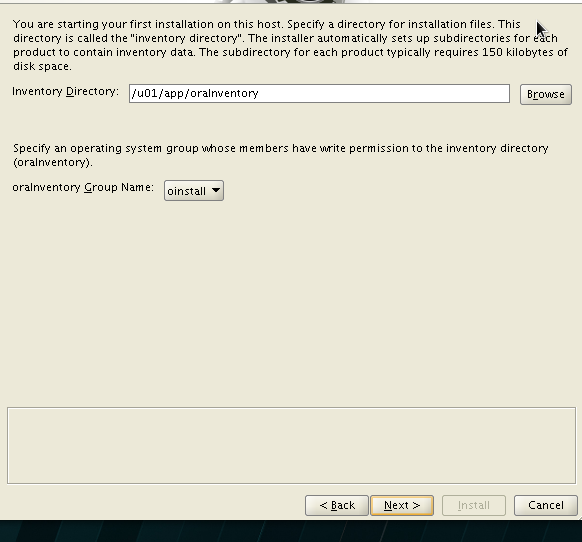 You are starting your first installation on this host. Specify a directory for installation files. This
directory is called the "inventory directory". The installer automatically sets up subdirectories for each
product to contain inventory data. The subdirectory for each product typically requires 150 kilobytes of
disk space.
Inventory Directory: /u01/app/oraInventory Browse
Specify an operating system group whose members have write permission to the inventory directory
(oraInventory).
oraInventory Group Name: oinstall
< Back Next > Install Cancel